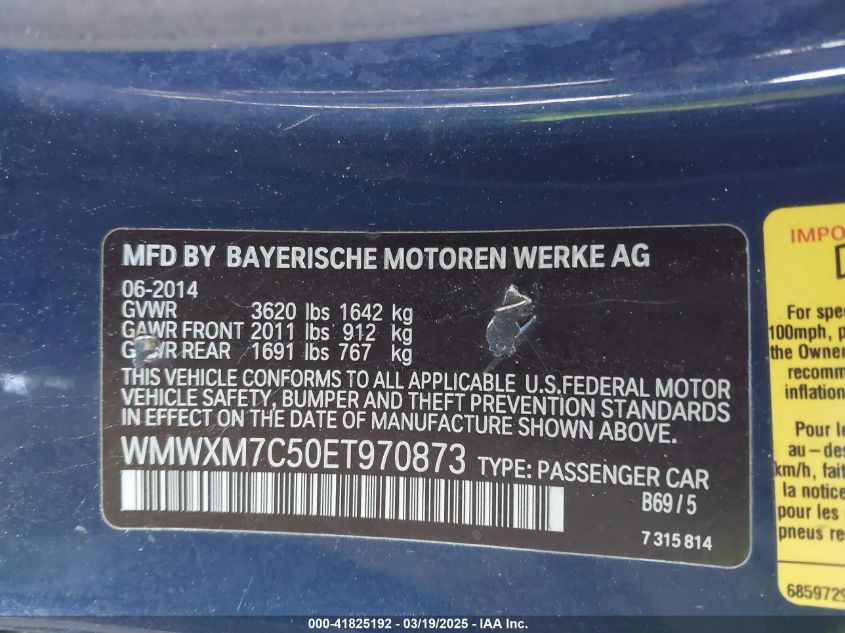 MFD BY BAYERISCHE MOTOREN WERKE AG
06-2014
GVWR 3620 lbs 1642 kg
GAWR FRONT 2011 lbs 912 kg
GAWR REAR 1691 lbs 767 kg
THIS VEHICLE CONFORMS TO ALL APPLICABLE U.S.FEDERAL MOTOR
VEHICLE SAFETY, BUMPER AND THEFT PREVENTION STANDARDS
IN EFFECT ON THE DATE OF MANUFACTURE SHOWN ABOVE.
WMWXM7C50ET970873 TYPE: PASSENGER CAR
B69/5
7 315 814
IMPO
For spe
100mph, p
the Owne
recomm
inflation
Pour le
au-des
km/h, fait
la notice
pour les
pneus re
6859729
000-41825192 - 03/19/2025 - IAA Inc.